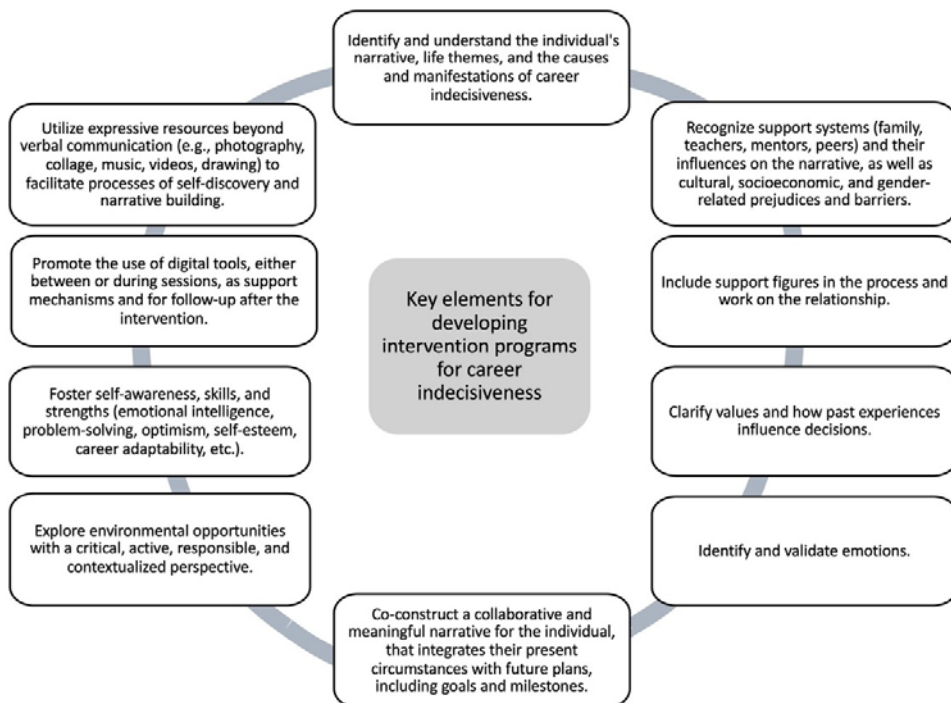 Identify and understand the individual's
narrative, life themes, and the causes
and manifestations of career
indecisiveness.
Recognize support systems (family,
teachers, mentors, peers) and their
influences on the narrative, as well as
cultural, socioeconomic, and gender-
related prejudices and barriers.
Include support figures in the process and
work on the relationship.
Clarify values and how past experiences
influence decisions.
Identify and validate emotions.
Co-construct a collaborative and
meaningful narrative for the individual,
that integrates their present
circumstances with future plans,
including goals and milestones.
Explore environmental opportunities
with a critical, active, responsible, and
contextualized perspective.
Foster self-awareness, skills, and
strengths (emotional intelligence,
problem-solving, optimism, self-esteem,
career adaptability, etc.).
Promote the use of digital tools, either
between or during sessions, as support
mechanisms and for follow-up after the
intervention.
Utilize expressive resources beyond
verbal communication (e.g., photography,
collage, music, videos, drawing) to
facilitate processes of self-discovery and
narrative building.
Key elements for
developing
intervention programs
for career
indecisiveness